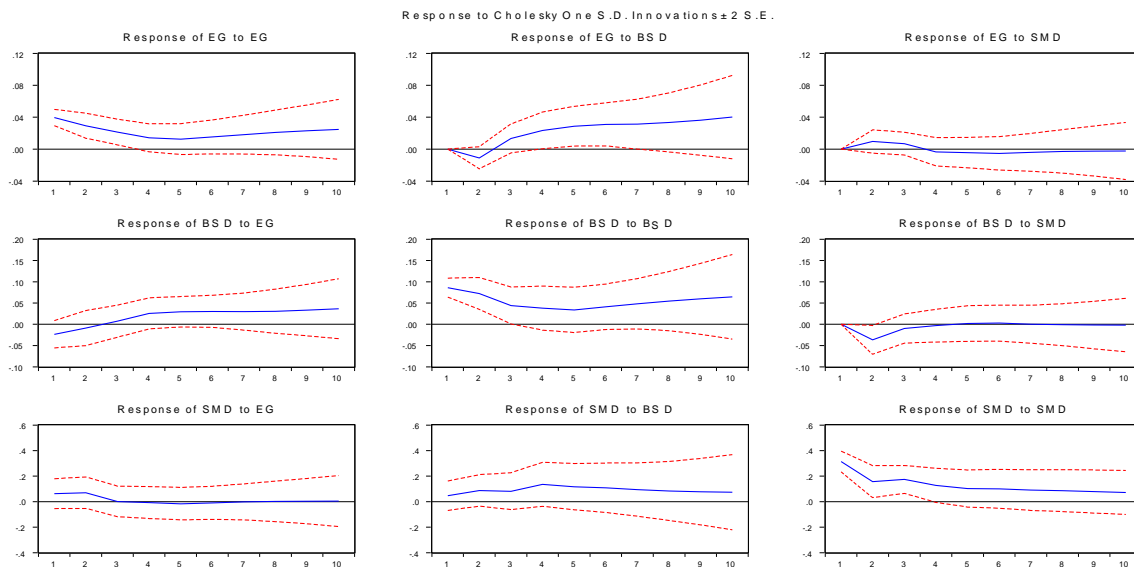 Response to Cholesky One S.D. Innovations ± 2 S.E.
Response of EG to EG
.12
.08
.04
.00
-.04
1 2 3 4 5 6 7 8 9 10
Response of EG to BSD
.12
.08
.04
.00
-.04
1 2 3 4 5 6 7 8 9 10
Response of EG to SMD
.12
.08
.04
.00
-.04
1 2 3 4 5 6 7 8 9 10
Response of BSD to EG
.20
.15
.10
.05
.00
-.05
-.10
1 2 3 4 5 6 7 8 9 10
Response of BSD to BSD
.20
.15
.10
.05
.00
-.05
-.10
1 2 3 4 5 6 7 8 9 10
Response of BSD to SMD
.20
.15
.10
.05
.00
-.05
-.10
1 2 3 4 5 6 7 8 9 10
Response of SMD to EG
.6
.4
.2
.0
-.2
-.4
1 2 3 4 5 6 7 8 9 10
Response of SMD to BSD
.6
.4
.2
.0
-.2
-.4
1 2 3 4 5 6 7 8 9 10
Response of SMD to SMD
.6
.4
.2
.0
-.2
-.4
1 2 3 4 5 6 7 8 9 10